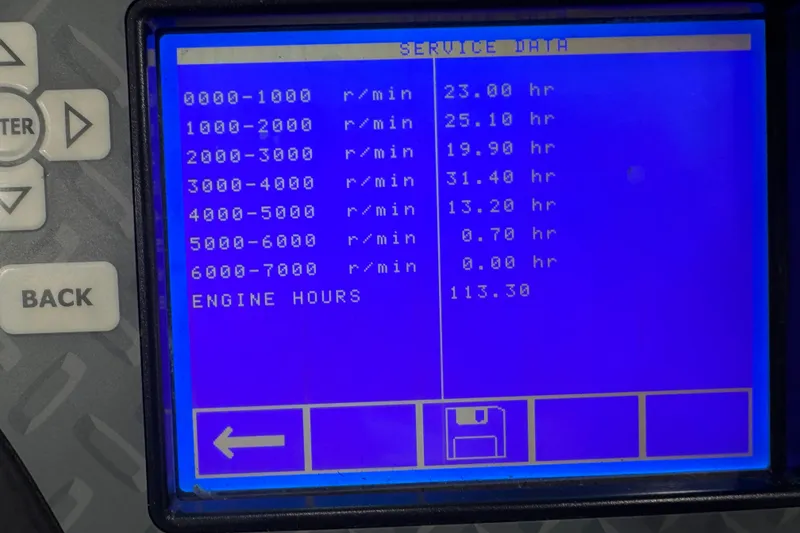 SERVICE DATA
0000-1000 r/min 23.00 hr
1000-2000 r/min 25.10 hr
2000-3000 r/min 19.90 hr
3000-4000 r/min 31.40 hr
4000-5000 r/min 13.20 hr
5000-6000 r/min 0.70 hr
6000-7000 r/min 0.00 hr
ENGINE HOURS 113.30
TER
BACK